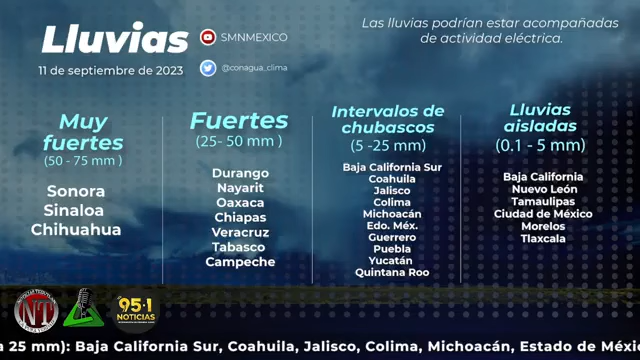 Lluvias
SMNMEXICO
11 de septiembre de 2023
@conagua_clima
Las lluvias podrían estar acompañadas
de actividad eléctrica.
Muy
fuertes
(50 - 75 mm )
Sonora
Sinaloa
Chihuahua
Fuertes
(25- 50 mm )
Durango
Nayarit
Oaxaca
Chiapas
Veracruz
Tabasco
Campeche
Intervalos de
chubascos
(5 -25 mm)
Baja California Sur
Coahuila
Jalisco
Colima
Michoacán
Edo. Méx.
Guerrero
Puebla
Yucatán
Quintana Roo
Lluvias
aisladas
(0.1 - 5 mm)
Baja California
Nuevo León
Tamaulipas
Ciudad de México
Morelos
Tlaxcala
NT
95.1
NOTICIAS
a 25 mm): Baja California Sur, Coahuila, Jalisco, Colima, Michoacán, Estado de Méxi